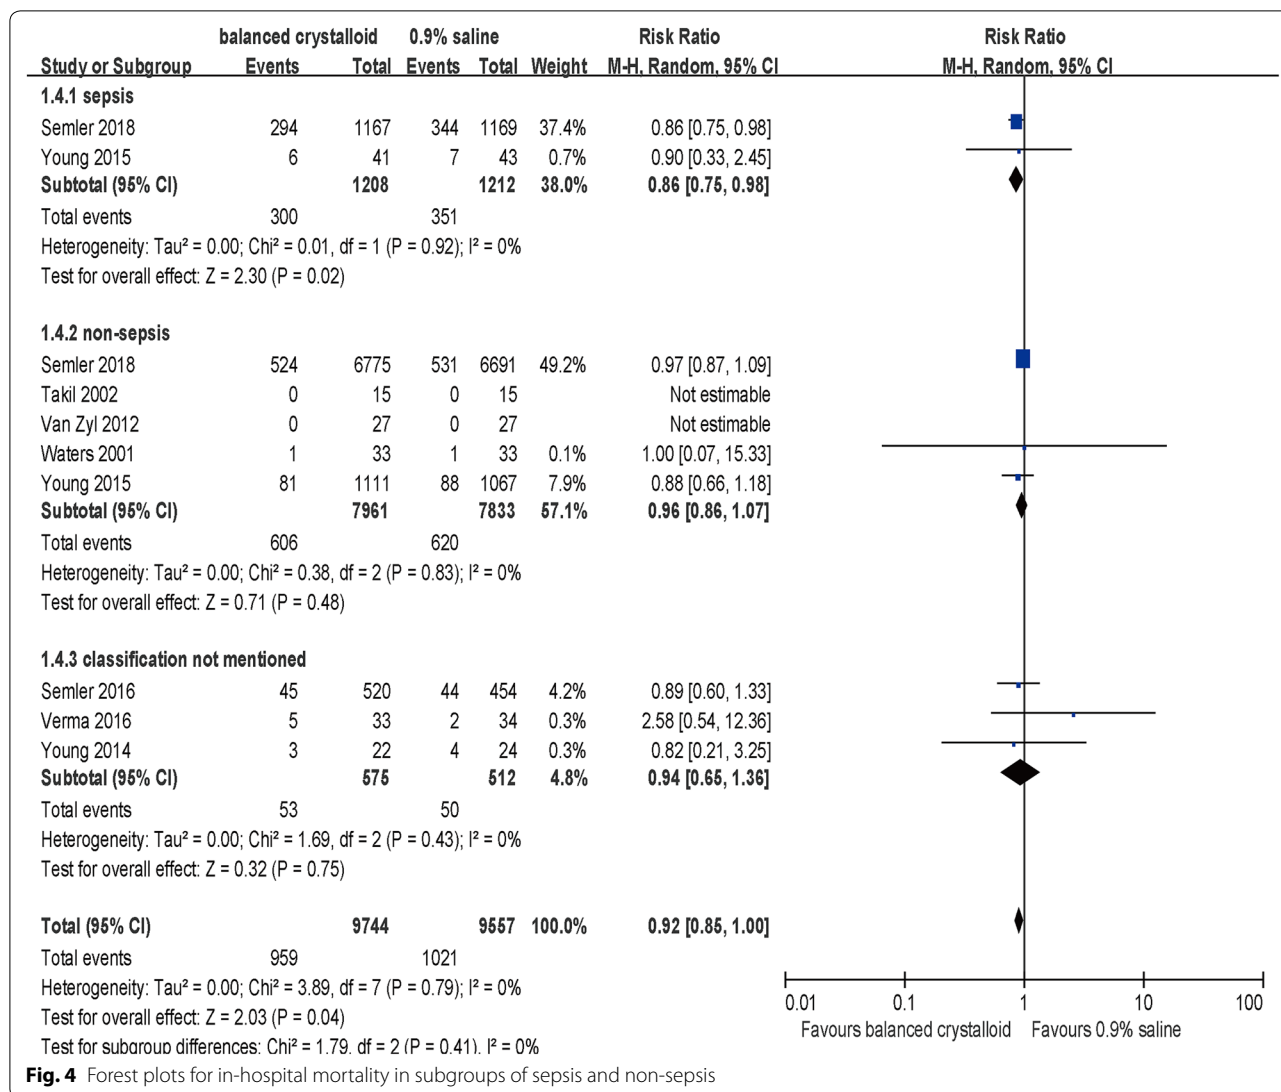 balanced crystalloid 0.9% saline Risk Ratio Risk Ratio
Study or Subgroup Events Total Events Total Weight M-H, Random, 95% CI M-H, Random, 95% CI
1.4.1 sepsis
Semler 2018 294 1167 344 1169 37.4% 0.86 [0.75, 0.98]
Young 2015 6 41 7 43 0.7% 0.90 [0.33, 2.45]
Subtotal (95% CI) 1208 1212 38.0% 0.86 [0.75, 0.98]
Total events 300 351
Heterogeneity: Tau² = 0.00; Chi² = 0.01, df = 1 (P = 0.92); I² = 0%
Test for overall effect: Z = 2.30 (P = 0.02)
1.4.2 non-sepsis
Semler 2018 524 6775 531 6691 49.2% 0.97 [0.87, 1.09]
Takil 2002 0 15 0 15 Not estimable
Van Zyl 2012 0 27 0 27 Not estimable
Waters 2001 1 33 1 33 0.1% 1.00 [0.07, 15.33]
Young 2015 81 1111 88 1067 7.9% 0.88 [0.66, 1.18]
Subtotal (95% CI) 7961 7833 57.1% 0.96 [0.86, 1.07]
Total events 606 620
Heterogeneity: Tau² = 0.00; Chi² = 0.38, df = 2 (P = 0.83); I² = 0%
Test for overall effect: Z = 0.71 (P = 0.48)
1.4.3 classification not mentioned
Semler 2016 45 520 44 454 4.2% 0.89 [0.60, 1.33]
Verma 2016 5 33 2 34 0.3% 2.58 [0.54, 12.36]
Young 2014 3 22 4 24 0.3% 0.82 [0.21, 3.25]
Subtotal (95% CI) 575 512 4.8% 0.94 [0.65, 1.36]
Total events 53 50
Heterogeneity: Tau² = 0.00; Chi² = 1.69, df = 2 (P = 0.43); I² = 0%
Test for overall effect: Z = 0.32 (P = 0.75)
Total (95% CI) 9744 9557 100.0% 0.92 [0.85, 1.00]
Total events 959 1021
Heterogeneity: Tau² = 0.00; Chi² = 3.89, df = 7 (P = 0.79); I² = 0%
Test for overall effect: Z = 2.03 (P = 0.04)
Test for subgroup differences: Chi² = 1.79, df = 2 (P = 0.41), I² = 0%
0.01 0.1 1 10 100
Favours balanced crystalloid Favours 0.9% saline
Fig. 4 Forest plots for in-hospital mortality in subgroups of sepsis and non-sepsis